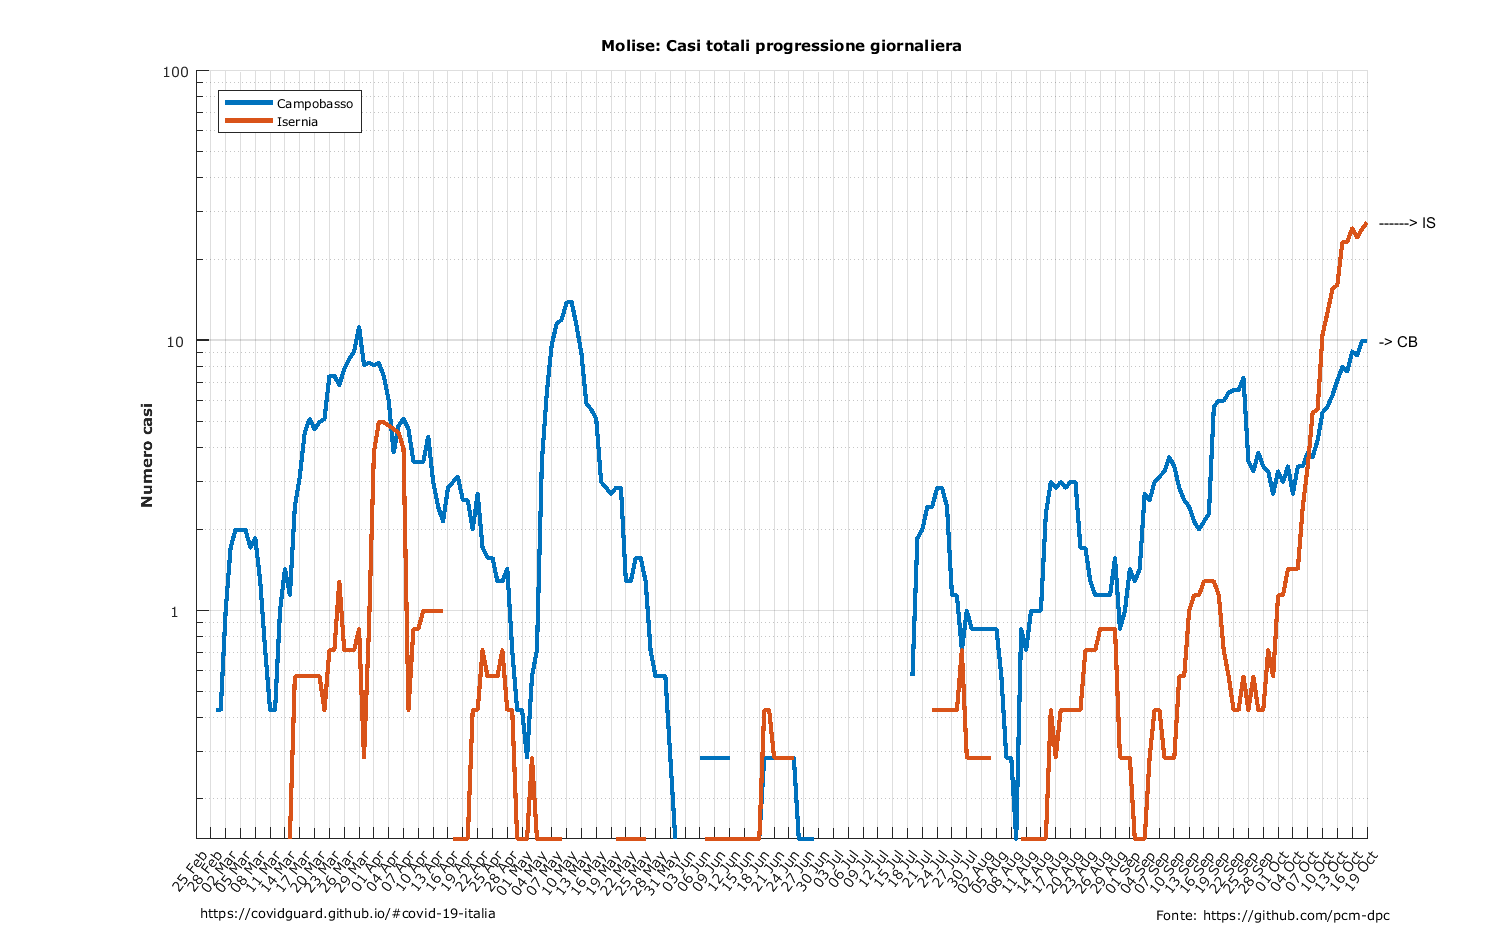 Molise: Casi totali progressione giornaliera
100
Campobasso
Isernia
------> IS
10
-> CB
Numero casi
1
25 Feb
28 Feb
02 Mar
05 Mar
08 Mar
11 Mar
14 Mar
17 Mar
20 Mar
23 Mar
26 Mar
29 Mar
01 Apr
04 Apr
07 Apr
10 Apr
13 Apr
16 Apr
19 Apr
22 Apr
25 Apr
28 Apr
01 May
04 May
07 May
10 May
13 May
16 May
19 May
22 May
25 May
28 May
31 May
03 Jun
06 Jun
09 Jun
12 Jun
15 Jun
18 Jun
21 Jun
24 Jun
27 Jun
30 Jun
03 Jul
06 Jul
09 Jul
12 Jul
15 Jul
18 Jul
21 Jul
24 Jul
27 Jul
30 Jul
02 Aug
05 Aug
08 Aug
11 Aug
14 Aug
17 Aug
20 Aug
23 Aug
26 Aug
29 Aug
01 Sep
04 Sep
07 Sep
10 Sep
13 Sep
16 Sep
19 Sep
22 Sep
25 Sep
28 Sep
01 Oct
04 Oct
07 Oct
10 Oct
13 Oct
16 Oct
19 Oct
https://covidguard.github.io/#covid-19-italia
Fonte: https://github.com/pcm-dpc